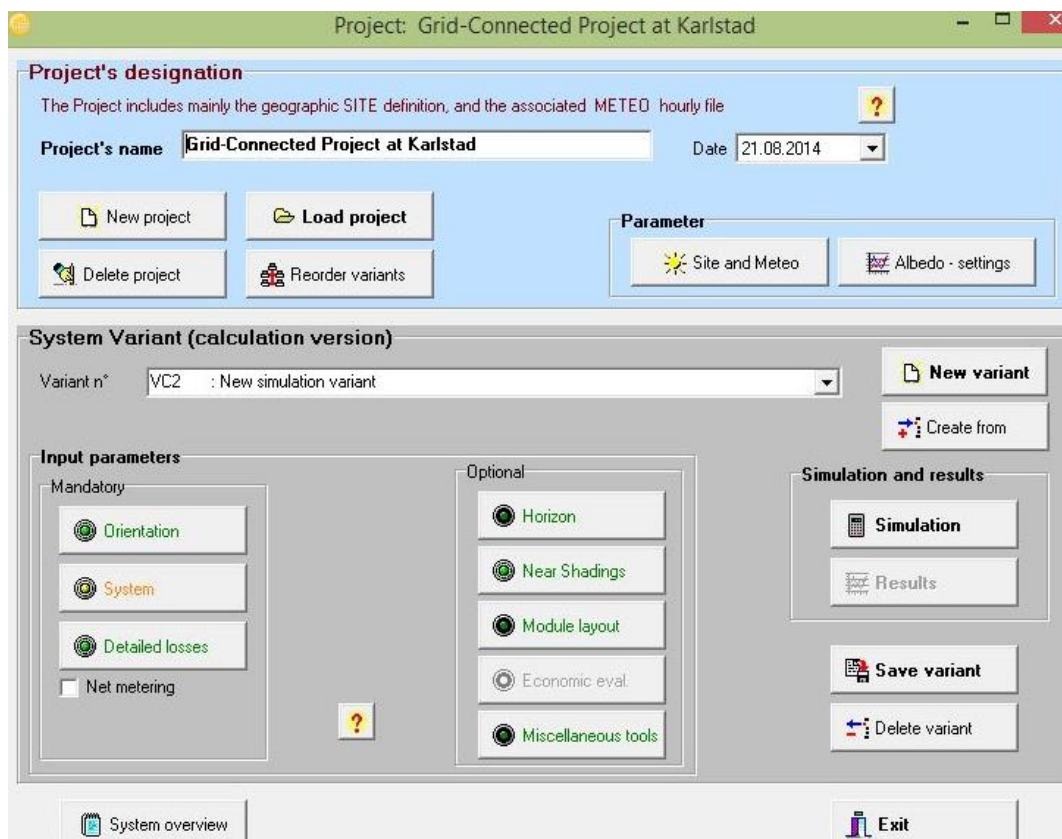 Project: Grid-Connected Project at Karlstad
Project's designation
The Project includes mainly the geographic SITE definition, and the associated METEO hourly file
?
Project's name
Grid-Connected Project at Karlstad
Date
21.08.2014
New project
Load project
Delete project
Reorder variants
Parameter
Site and Meteo
Albedo - settings
System Variant (calculation version)
Variant n°
VC2 : New simulation variant
New variant
Create from
Input parameters
Mandatory
Orientation
System
Detailed losses
Net metering
?
Optional
Horizon
Near Shadings
Module layout
Economic eval.
Miscellaneous tools
Simulation and results
Simulation
Results
Save variant
Delete variant
System overview
Exit